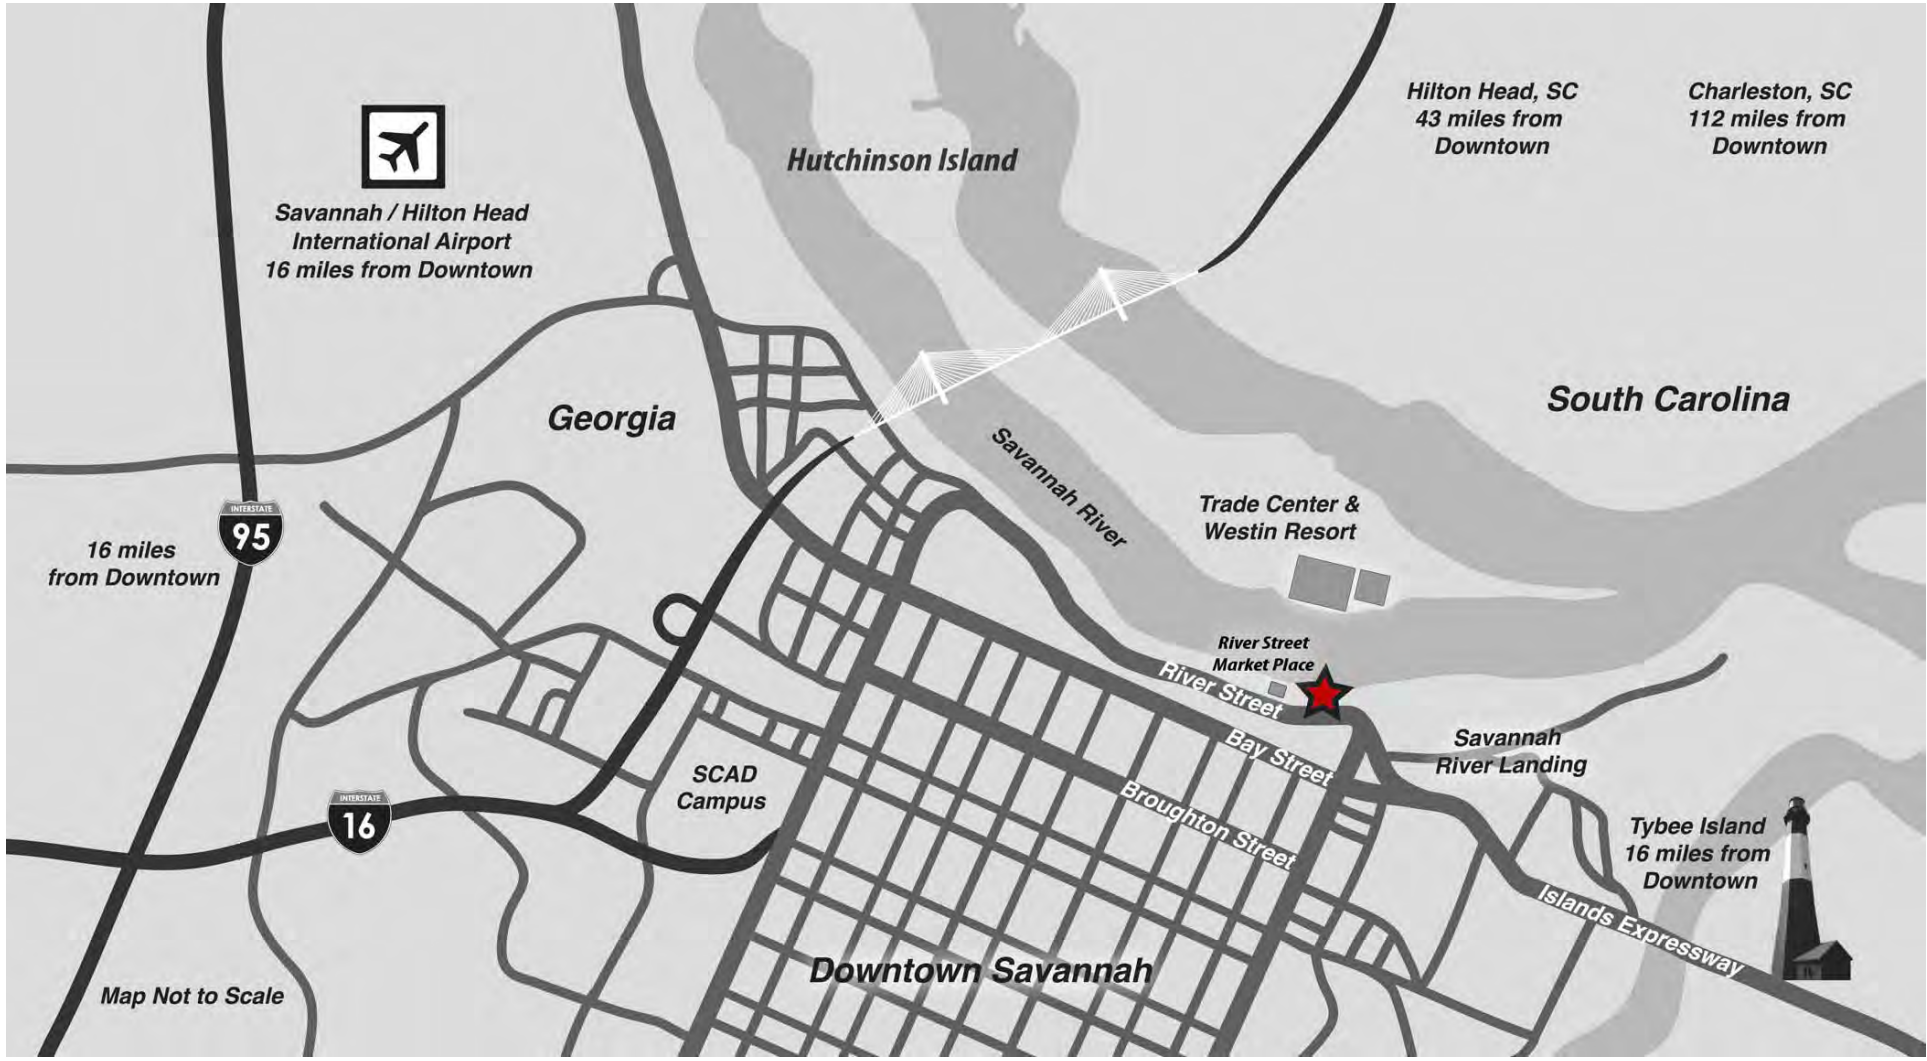 Hilton Head, SC
43 miles from
Downtown
Charleston, SC
112 miles from
Downtown
Hutchinson Island
Savannah / Hilton Head
International Airport
16 miles from Downtown
Georgia
South Carolina
Savannah River
Trade Center &
Westin Resort
INTERSTATE
95
16 miles
from Downtown
River Street
Market Place
River Street
Bay Street
Savannah
River Landing
SCAD
Campus
Broughton Street
INTERSTATE
16
Tybee Island
16 miles from
Downtown
Islands Expressway
Downtown Savannah
Map Not to Scale